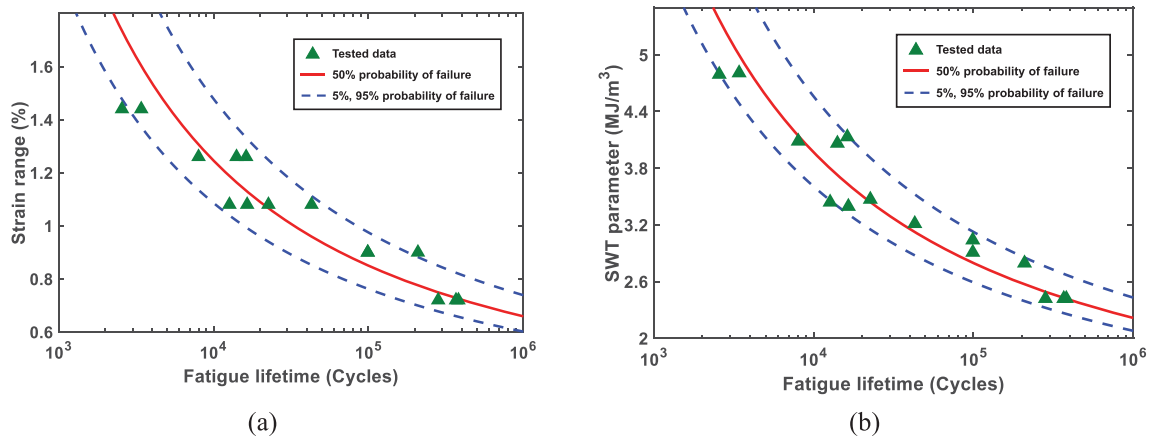 Strain range (%)
1.6
1.4
1.2
1
0.8
0.6
10^3
10^4
10^5
10^6
Fatigue lifetime (Cycles)
Tested data
50% probability of failure
5%, 95% probability of failure
(a)
SWT parameter (MJ/m^3)
5
4.4
3.8
3.2
2.6
2
10^3
10^4
10^5
10^6
Fatigue lifetime (Cycles)
Tested data
50% probability of failure
5%, 95% probability of failure
(b)